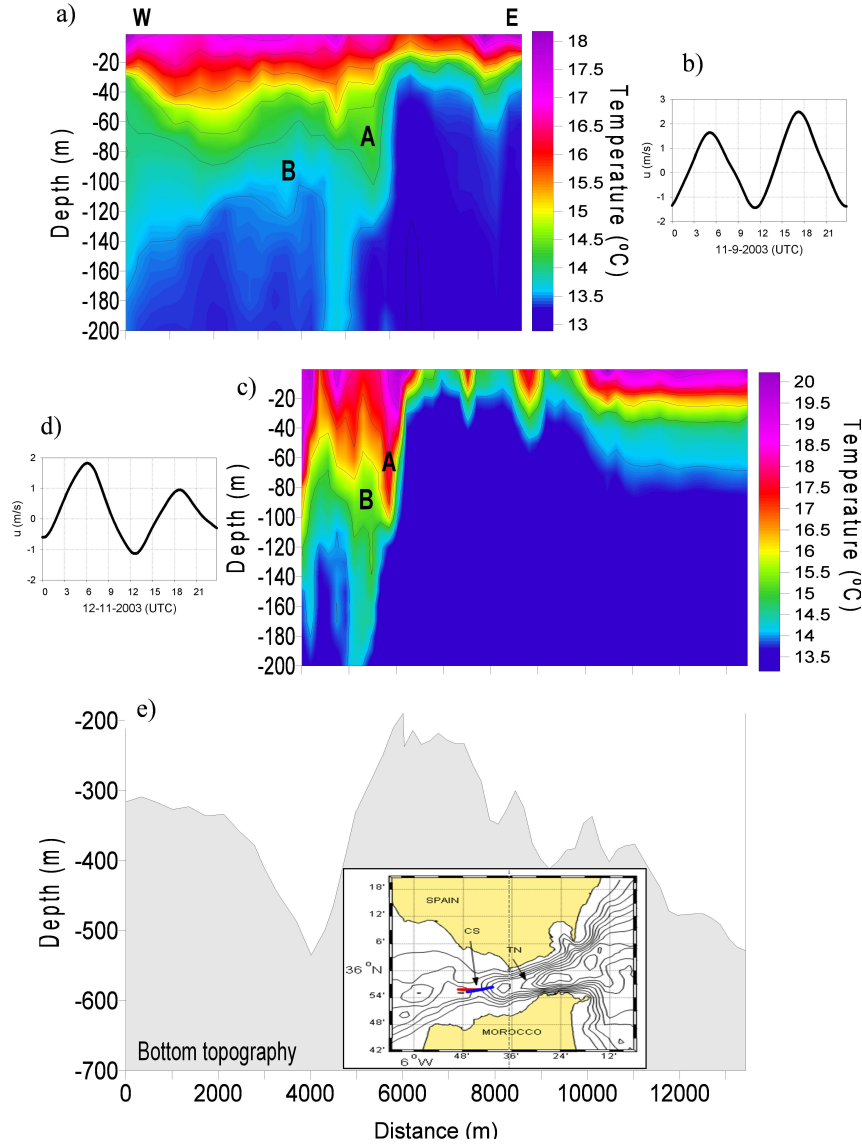 a)
W
E
-20
-40
-60
-80
-100
-120
-140
-160
-180
-200
Depth (m)
A
B
18
17.5
17
16.5
16
15.5
15
14.5
14
13.5
13
Temperature (ºC)
b)
3
2
1
0
-1
-2
u (m/s)
0 3 6 9 12 15 18 21
11-9-2003 (UTC)
c)
-20
-40
-60
-80
-100
-120
-140
-160
-180
-200
Depth (m)
A
B
20
19.5
19
18.5
18
17.5
17
16.5
16
15.5
15
14.5
14
13.5
Temperature (ºC)
d)
2
1
0
-1
-2
u (m/s)
0 3 6 9 12 15 18 21
12-11-2003 (UTC)
e)
-200
-300
-400
-500
-600
-700
Depth (m)
Bottom topography
18'
12'
6'
36°N
54'
48'
42'
SPAIN
CS
TN
MOROCCO
6°W
48'
36'
24'
12'
0 2000 4000 6000 8000 10000 12000
Distance (m)